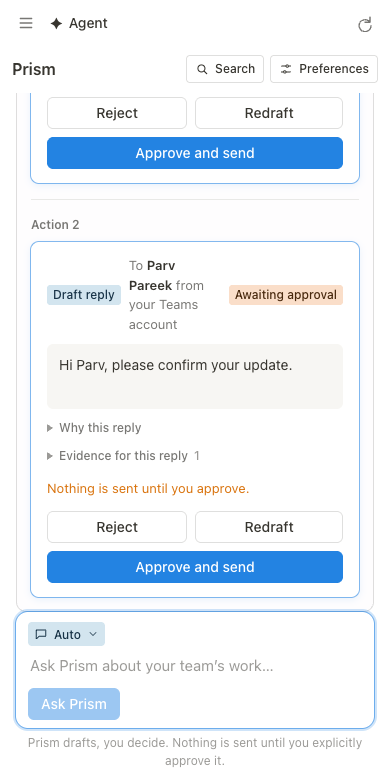 Agent
Prism
Search
Preferences
Reject
Redraft
Approve and send
Action 2
Draft reply
To Parv
Pareek from
your Teams
account
Awaiting approval
Hi Parv, please confirm your update.
Why this reply
Evidence for this reply 1
Nothing is sent until you approve.
Reject
Redraft
Approve and send
Auto
Ask Prism about your team's work...
Ask Prism
Prism drafts, you decide. Nothing is sent until you explicitly
approve it.